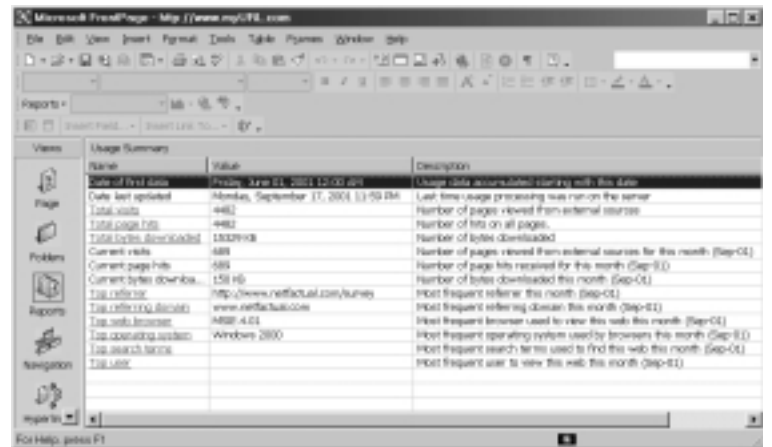 Microsoft FrontPage - http://www.myURL.com
File Edit View Insert Format Tools Table Frames Window Help
Reports
Insert Field... Insert Link To...
Views
Usage Summary
Name Value Description
Date of first data Friday, June 01, 2001 12:00 AM Usage data accumulated starting with this date
Date last updated Monday, September 17, 2001 11:59 PM Last time usage processing was run on the server
Total visits 4402 Number of pages viewed from external sources
Total page hits 4402 Number of hits on all pages.
Total bytes downloaded Number of bytes downloaded
Current visits 689 Number of pages viewed from external sources for this month (Sep-01)
Current page hits 689 Number of page hits received for this month (Sep-01)
Current bytes downloa... 150 KB Number of bytes downloaded this month (Sep-01)
Top referrer http://www.netfactual.com/survey Most frequent referrer this month (Sep-01)
Top referring domain www.netfactual.com Most frequent referring domain this month (Sep-01)
Top web browser MSIE 4.01 Most frequent browser used to view this web this month (Sep-01)
Top operating system Windows 2000 Most frequent operating system used by browsers this month (Sep-01)
Top search terms Most frequent search terms used to find this web this month (Sep-01)
Top user Most frequent user to view this web this month (Sep-01)
Page
Folders
Reports
Navigation
For Help, press F1